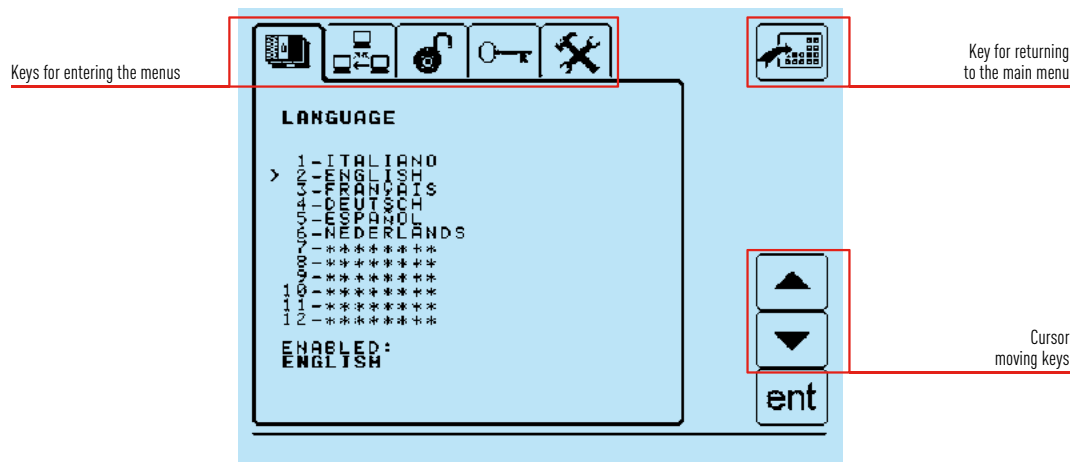 Keys for entering the menus
Key for returning
to the main menu
LANGUAGE
1-ITALIANO
> 2-ENGLISH
3-FRANÇAIS
4-DEUTSCH
5-ESPAÑOL
6-NEDERLANDS
7-********
8-********
9-********
10-********
11-********
12-********
ENABLED:
ENGLISH
Cursor
moving keys
ent